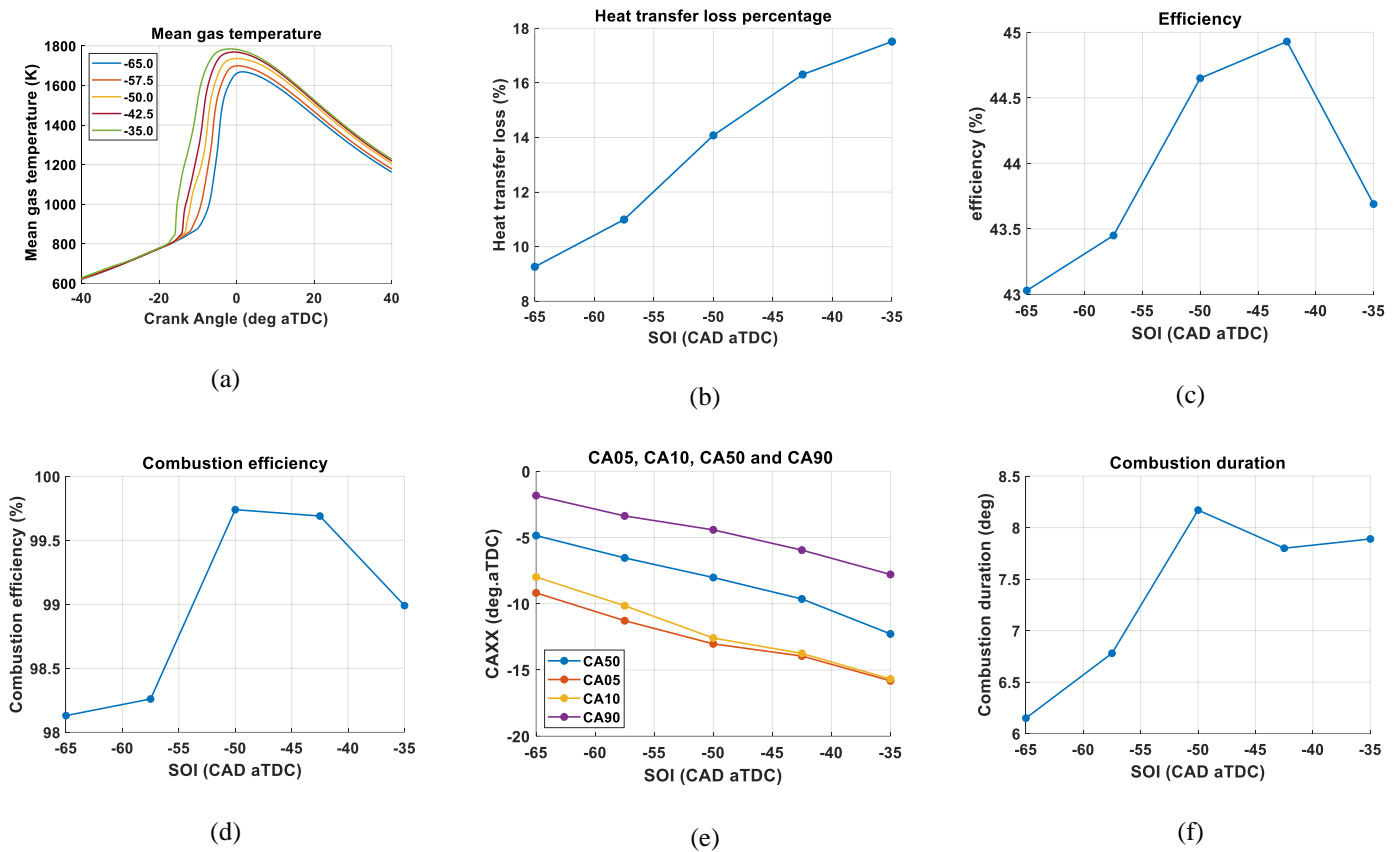 Mean gas temperature
Mean gas temperature (K)
1800
1600
1400
1200
1000
800
600
-65.0
-57.5
-50.0
-42.5
-35.0
-40
-20
0
20
40
Crank Angle (deg aTDC)
(a)
Heat transfer loss percentage
Heat transfer loss (%)
18
16
14
12
10
8
-65
-60
-55
-50
-45
-40
-35
SOI (CAD aTDC)
(b)
Efficiency
efficiency (%)
45
44.5
44
43.5
43
-65
-60
-55
-50
-45
-40
-35
SOI (CAD aTDC)
(c)
Combustion efficiency
Combustion efficiency (%)
100
99.5
99
98.5
98
-65
-60
-55
-50
-45
-40
-35
SOI (CAD aTDC)
(d)
CA05, CA10, CA50 and CA90
CAXX (deg.aTDC)
0
-5
-10
-15
-20
CA50
CA05
CA10
CA90
-65
-60
-55
-50
-45
-40
-35
SOI (CAD aTDC)
(e)
Combustion duration
Combustion duration (deg)
8.5
8
7.5
7
6.5
6
-65
-60
-55
-50
-45
-40
-35
SOI (CAD aTDC)
(f)